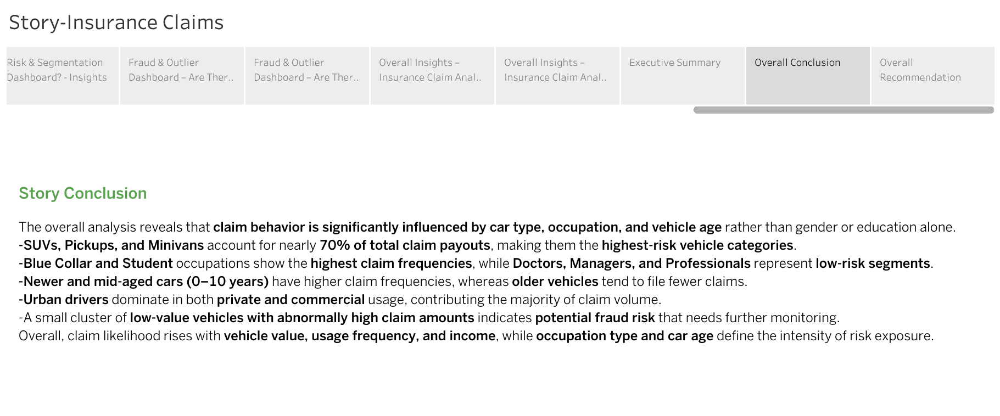 Story-Insurance Claims
Risk & Segmentation
Dashboard? - Insights
Fraud & Outlier
Dashboard – Are Ther..
Fraud & Outlier
Dashboard – Are Ther..
Overall Insights –
Insurance Claim Anal..
Overall Insights –
Insurance Claim Anal..
Executive Summary
Overall Conclusion
Overall
Recommendation
Story Conclusion
The overall analysis reveals that claim behavior is significantly influenced by car type, occupation, and vehicle age rather than gender or education alone.
-SUVs, Pickups, and Minivans account for nearly 70% of total claim payouts, making them the highest-risk vehicle categories.
-Blue Collar and Student occupations show the highest claim frequencies, while Doctors, Managers, and Professionals represent low-risk segments.
-Newer and mid-aged cars (0–10 years) have higher claim frequencies, whereas older vehicles tend to file fewer claims.
-Urban drivers dominate in both private and commercial usage, contributing the majority of claim volume.
-A small cluster of low-value vehicles with abnormally high claim amounts indicates potential fraud risk that needs further monitoring.
Overall, claim likelihood rises with vehicle value, usage frequency, and income, while occupation type and car age define the intensity of risk exposure.